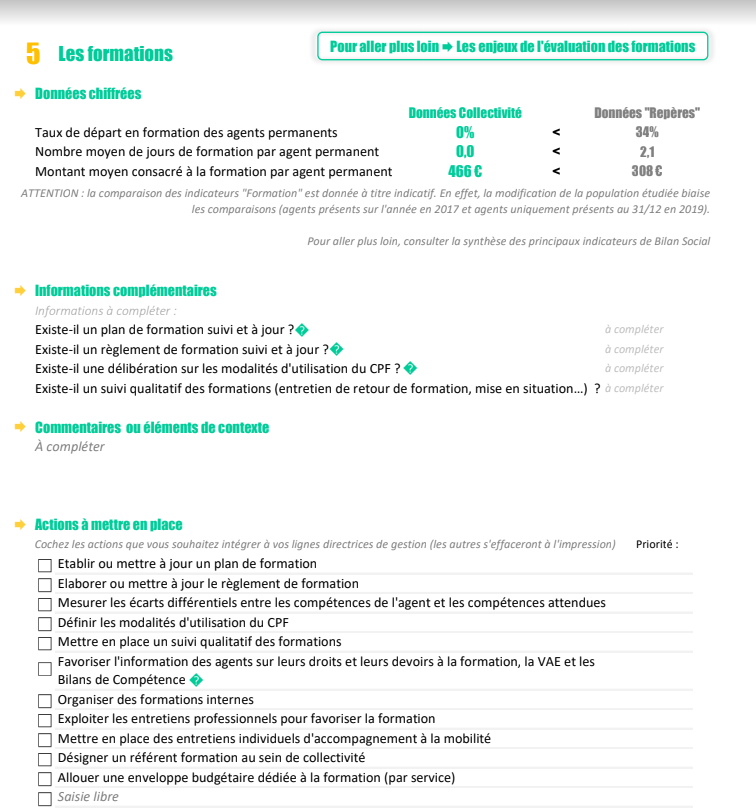 5 Les formations
Pour aller plus loin ➡ Les enjeux de l'évaluation des formations
Données chiffrées
Données Collectivité Données "Repères"
Taux de départ en formation des agents permanents 0% < 34%
Nombre moyen de jours de formation par agent permanent 0,0 < 2,1
Montant moyen consacré à la formation par agent permanent 466 € < 308 €
ATTENTION : la comparaison des indicateurs "Formation" est donnée à titre indicatif. En effet, la modification de la population étudiée biaise
les comparaisons (agents présents sur l'année en 2017 et agents uniquement présents au 31/12 en 2019).
Pour aller plus loin, consulter la synthèse des principaux indicateurs de Bilan Social
Informations complémentaires
Informations à compléter :
Existe-il un plan de formation suivi et à jour ?� à compléter
Existe-il un règlement de formation suivi et à jour ?� à compléter
Existe-il une délibération sur les modalités d'utilisation du CPF ? � à compléter
Existe-il un suivi qualitatif des formations (entretien de retour de formation, mise en situation...) ? à compléter
Commentaires ou éléments de contexte
À compléter
Actions à mettre en place
Cochez les actions que vous souhaitez intégrer à vos lignes directrices de gestion (les autres s'effaceront à l'impression) Priorité :
Etablir ou mettre à jour un plan de formation
Elaborer ou mettre à jour le règlement de formation
Mesurer les écarts différentiels entre les compétences de l'agent et les compétences attendues
Définir les modalités d'utilisation du CPF
Mettre en place un suivi qualitatif des formations
Favoriser l'information des agents sur leurs droits et leurs devoirs à la formation, la VAE et les
Bilans de Compétence �
Organiser des formations internes
Exploiter les entretiens professionnels pour favoriser la formation
Mettre en place des entretiens individuels d'accompagnement à la mobilité
Désigner un référent formation au sein de collectivité
Allouer une enveloppe budgétaire dédiée à la formation (par service)
Saisie libre